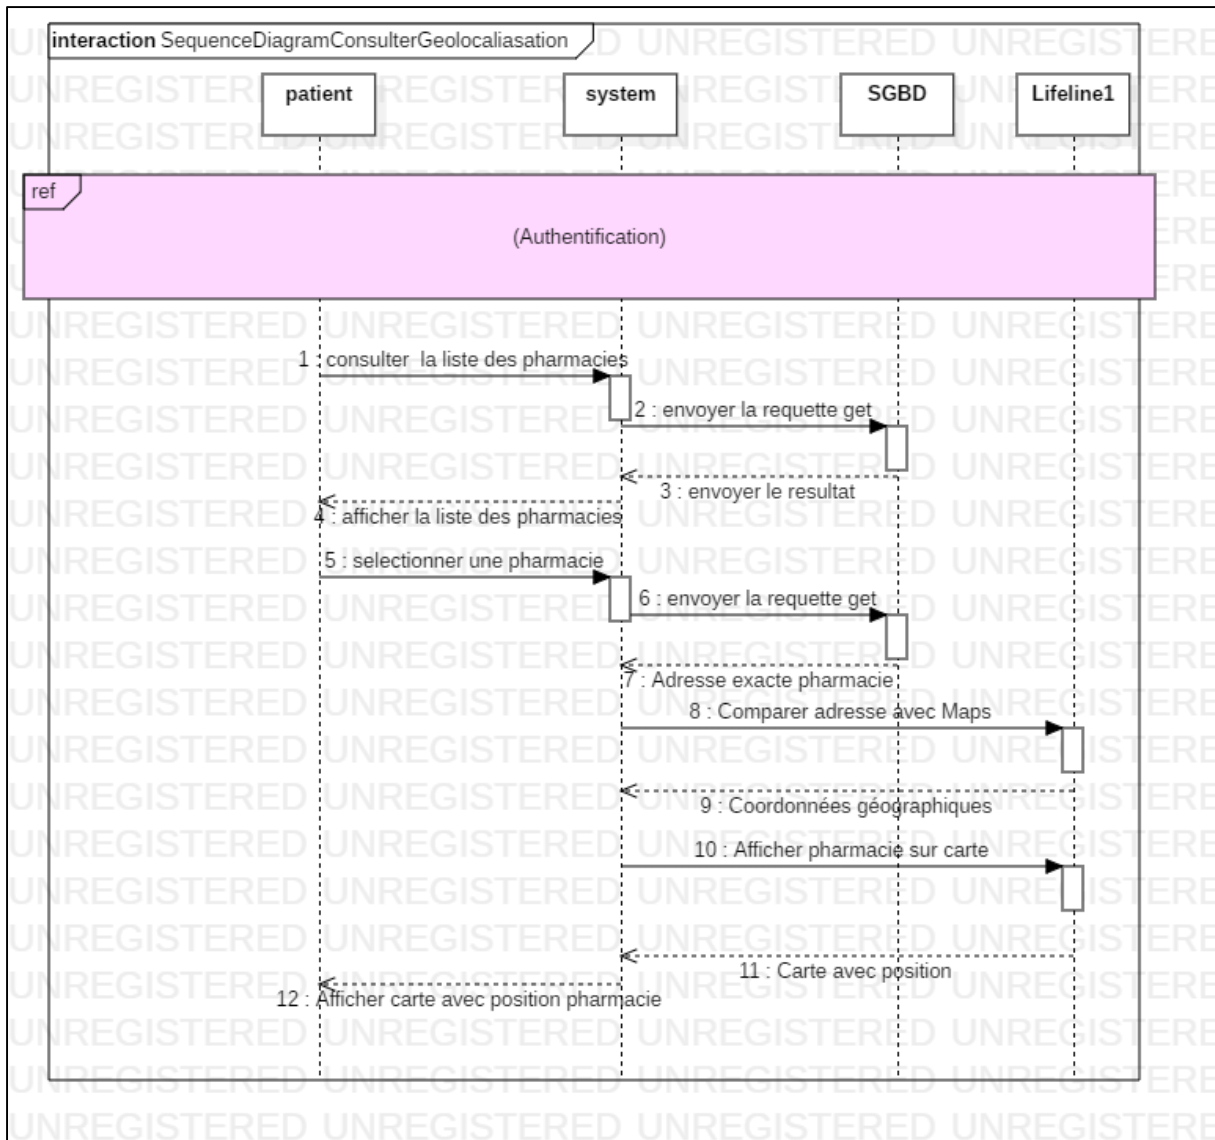 interaction SequenceDiagramConsulterGeolocaliasation
patient
system
SGBD
Lifeline1
ref
(Authentification)
1 : consulter  la liste des pharmacies
2 : envoyer la requette get
3 : envoyer le resultat
4 : afficher la liste des pharmacies
5 : selectionner une pharmacie
6 : envoyer la requette get
7 : Adresse exacte pharmacie
8 : Comparer adresse avec Maps
9 : Coordonnées géographiques
10 : Afficher pharmacie sur carte
11 : Carte avec position
12 : Afficher carte avec position pharmacie
UNREGISTERED